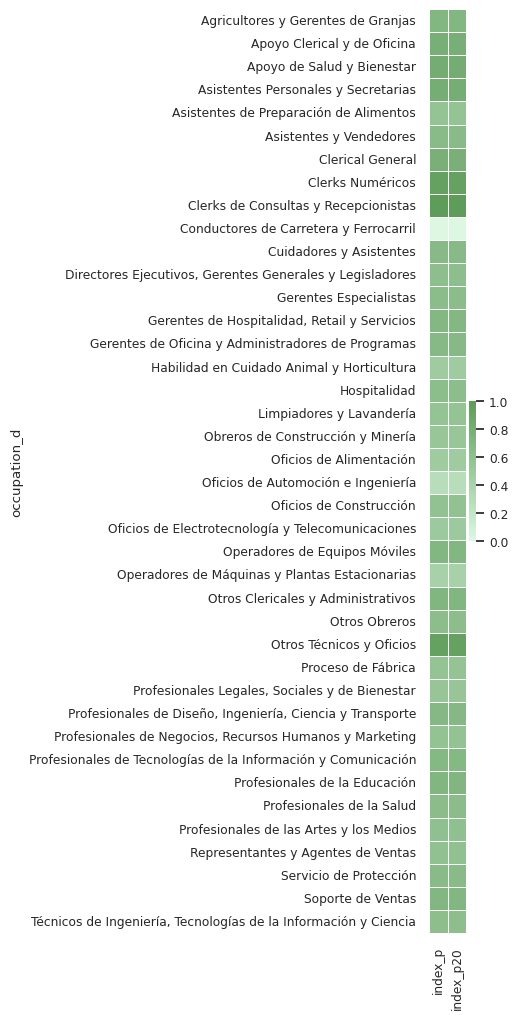 Agricultores y Gerentes de Granjas
Apoyo Clerical y de Oficina
Apoyo de Salud y Bienestar
Asistentes Personales y Secretarias
Asistentes de Preparación de Alimentos
Asistentes y Vendedores
Clerical General
Clerks Numéricos
Clerks de Consultas y Recepcionistas
Conductores de Carretera y Ferrocarril
Cuidadores y Asistentes
Directores Ejecutivos, Gerentes Generales y Legisladores
Gerentes Especialistas
Gerentes de Hospitalidad, Retail y Servicios
Gerentes de Oficina y Administradores de Programas
Habilidad en Cuidado Animal y Horticultura
Hospitalidad
Limpiadores y Lavandería
Obreros de Construcción y Minería
Oficios de Alimentación
Oficios de Automoción e Ingeniería
Oficios de Construcción
Oficios de Electrotecnología y Telecomunicaciones
Operadores de Equipos Móviles
Operadores de Máquinas y Plantas Estacionarias
Otros Clericales y Administrativos
Otros Obreros
Otros Técnicos y Oficios
Proceso de Fábrica
Profesionales Legales, Sociales y de Bienestar
Profesionales de Diseño, Ingeniería, Ciencia y Transporte
Profesionales de Negocios, Recursos Humanos y Marketing
Profesionales de Tecnologías de la Información y Comunicación
Profesionales de la Educación
Profesionales de la Salud
Profesionales de las Artes y los Medios
Representantes y Agentes de Ventas
Servicio de Protección
Soporte de Ventas
Técnicos de Ingeniería, Tecnologías de la Información y Ciencia
occupation_d
index_p
index_p20
1.0
0.8
0.6
0.4
0.2
0.0